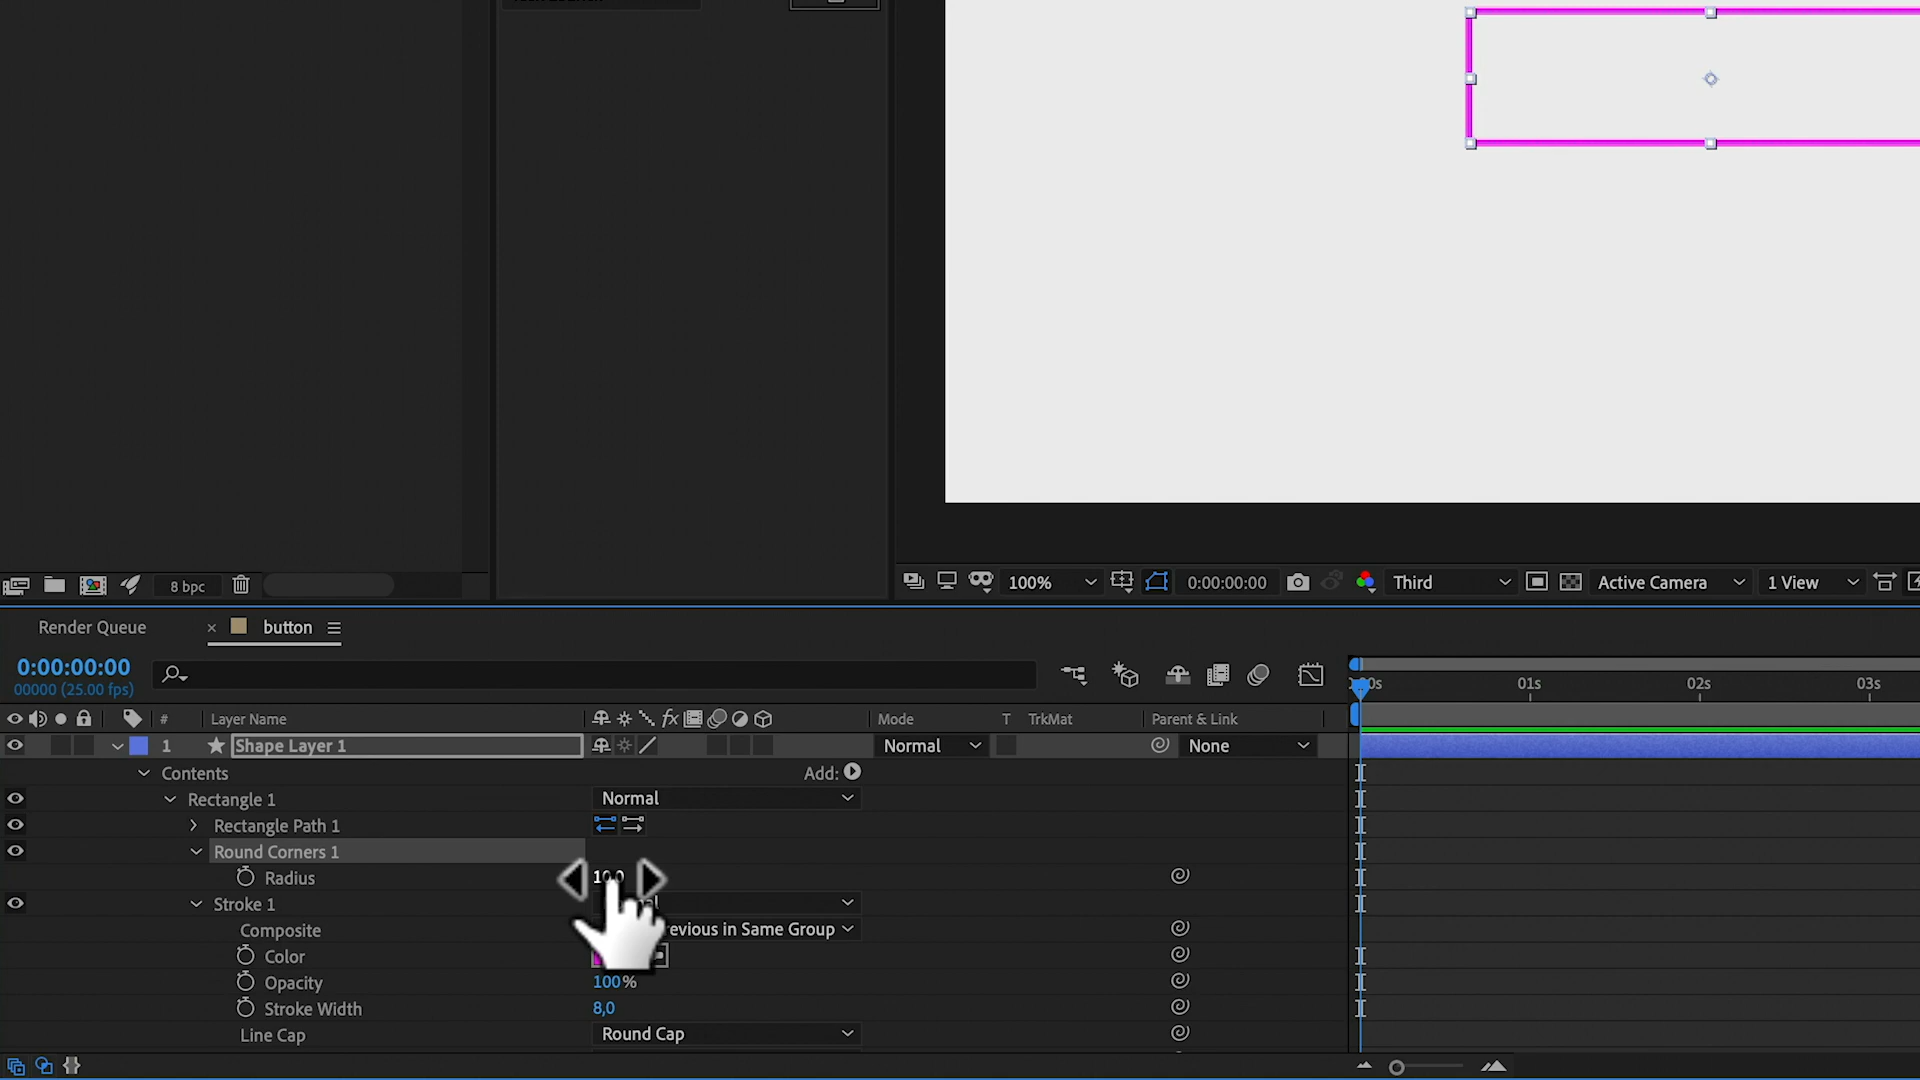 8 bpc
100%
0:00:00:00
Third
Active Camera
1 View
Render Queue
× button
0:00:00:00
00000 (25.00 fps)
01s 02s 03s
# Layer Name
Mode T TrkMat Parent & Link
1 Shape Layer 1
Normal
None
Contents
Add:
Rectangle 1
Normal
Rectangle Path 1
Round Corners 1
Radius
Stroke 1
Composite
evious in Same Group
Color
Opacity
100%
Stroke Width
8,0
Line Cap
Round Cap